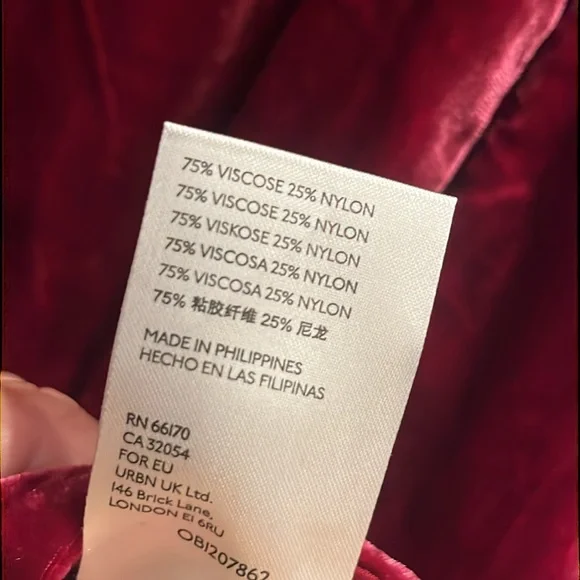 75% VISCOSE 25% NYLON
75% VISCOSE 25% NYLON
75% VISKOSE 25% NYLON
75% VISCOSA 25% NYLON
75% VISCOSA 25% NYLON
75% 粘胶纤维 25% 尼龙
MADE IN PHILIPPINES
HECHO EN LAS FILIPINAS
RN 66170
CA 32054
FOR EU
URBN UK Ltd.
146 Brick Lane,
LONDON E1 6RU
OB1207862